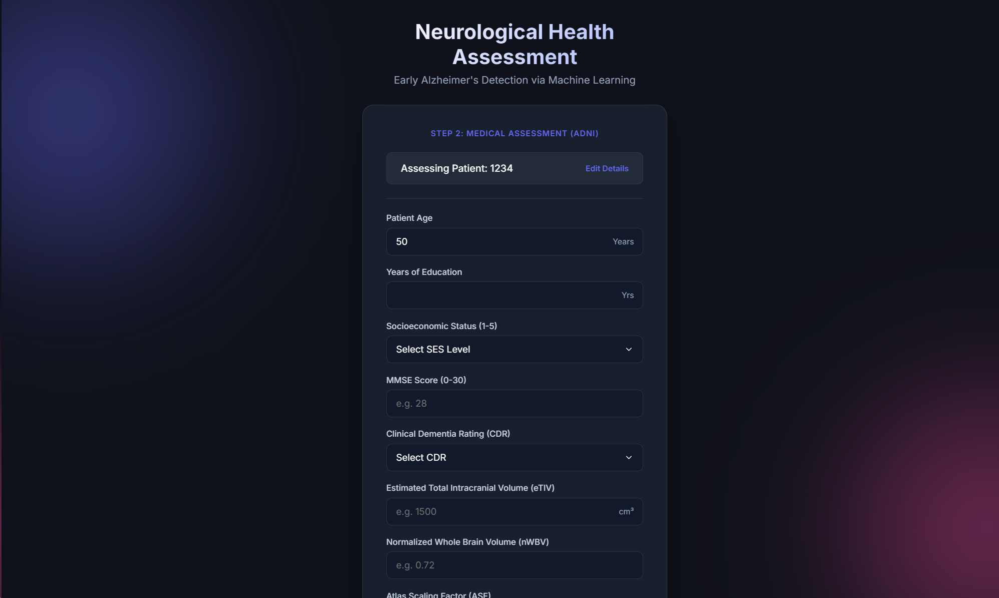 Neurological Health
Assessment
Early Alzheimer's Detection via Machine Learning
STEP 2: MEDICAL ASSESSMENT (ADNI)
Assessing Patient: 1234
Edit Details
Patient Age
50
Years
Years of Education
Yrs
Socioeconomic Status (1-5)
Select SES Level
MMSE Score (0-30)
e.g. 28
Clinical Dementia Rating (CDR)
Select CDR
Estimated Total Intracranial Volume (eTIV)
e.g. 1500
cm³
Normalized Whole Brain Volume (nWBV)
e.g. 0.72
Atlas Scaling Factor (ASF)